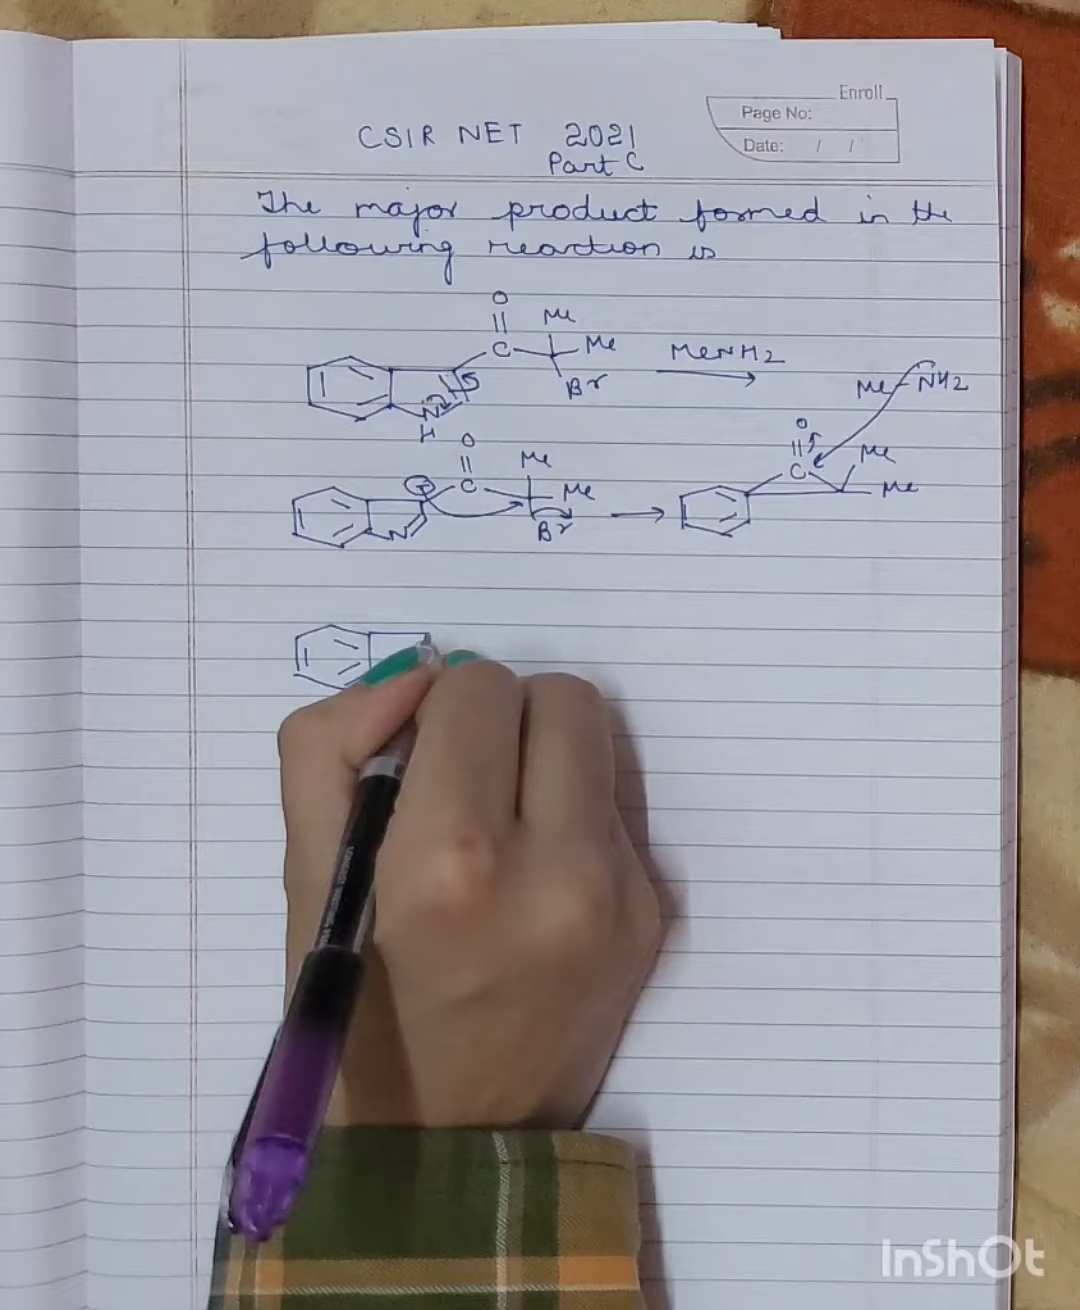 Enroll
Page No:
Date: / /
CSIR NET 2021
Part C
The major product formed in the
following reaction is
O
Me
C
Me
MeNH2
Br
N
H
Me-NH2
O
O
Me
C
Me
Br
N
Me
C
Me
InShOt